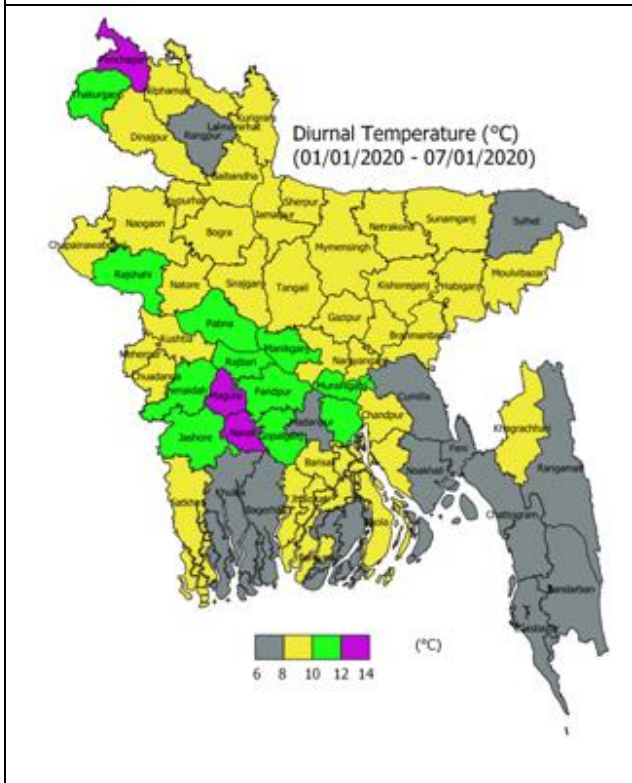 Panchagarh
Thakurgaon
Nilphamari
Lalmonirhat
Kurigram
Dinajpur
Rangpur
Diurnal Temperature (°C)
(01/01/2020 - 07/01/2020)
Gaibandha
Joypurhat
Sherpur
Naogaon
Jamalpur
Netrakona
Sunamganj
Sylhet
Bogra
Mymensingh
Chapainawabganj
Moulvibazar
Rajshahi
Natore
Sirajganj
Tangail
Kishoreganj
Habiganj
Gazipur
Pabna
Brahmanbaria
Kushtia
Manikganj
Meherpur
Rajbari
Narayanganj
Chuadanga
Jhenaidah
Magura
Faridpur
Munshiganj
Cumilla
Khagrachhari
Jashore
Narail
Gopalganj
Madaripur
Chandpur
Feni
Rangamati
Barisal
Noakhali
Satkhira
Khulna
Bagerhat
Jhalokati
Bhola
Chattogram
Bandarban
(°C)
6 8 10 12 14